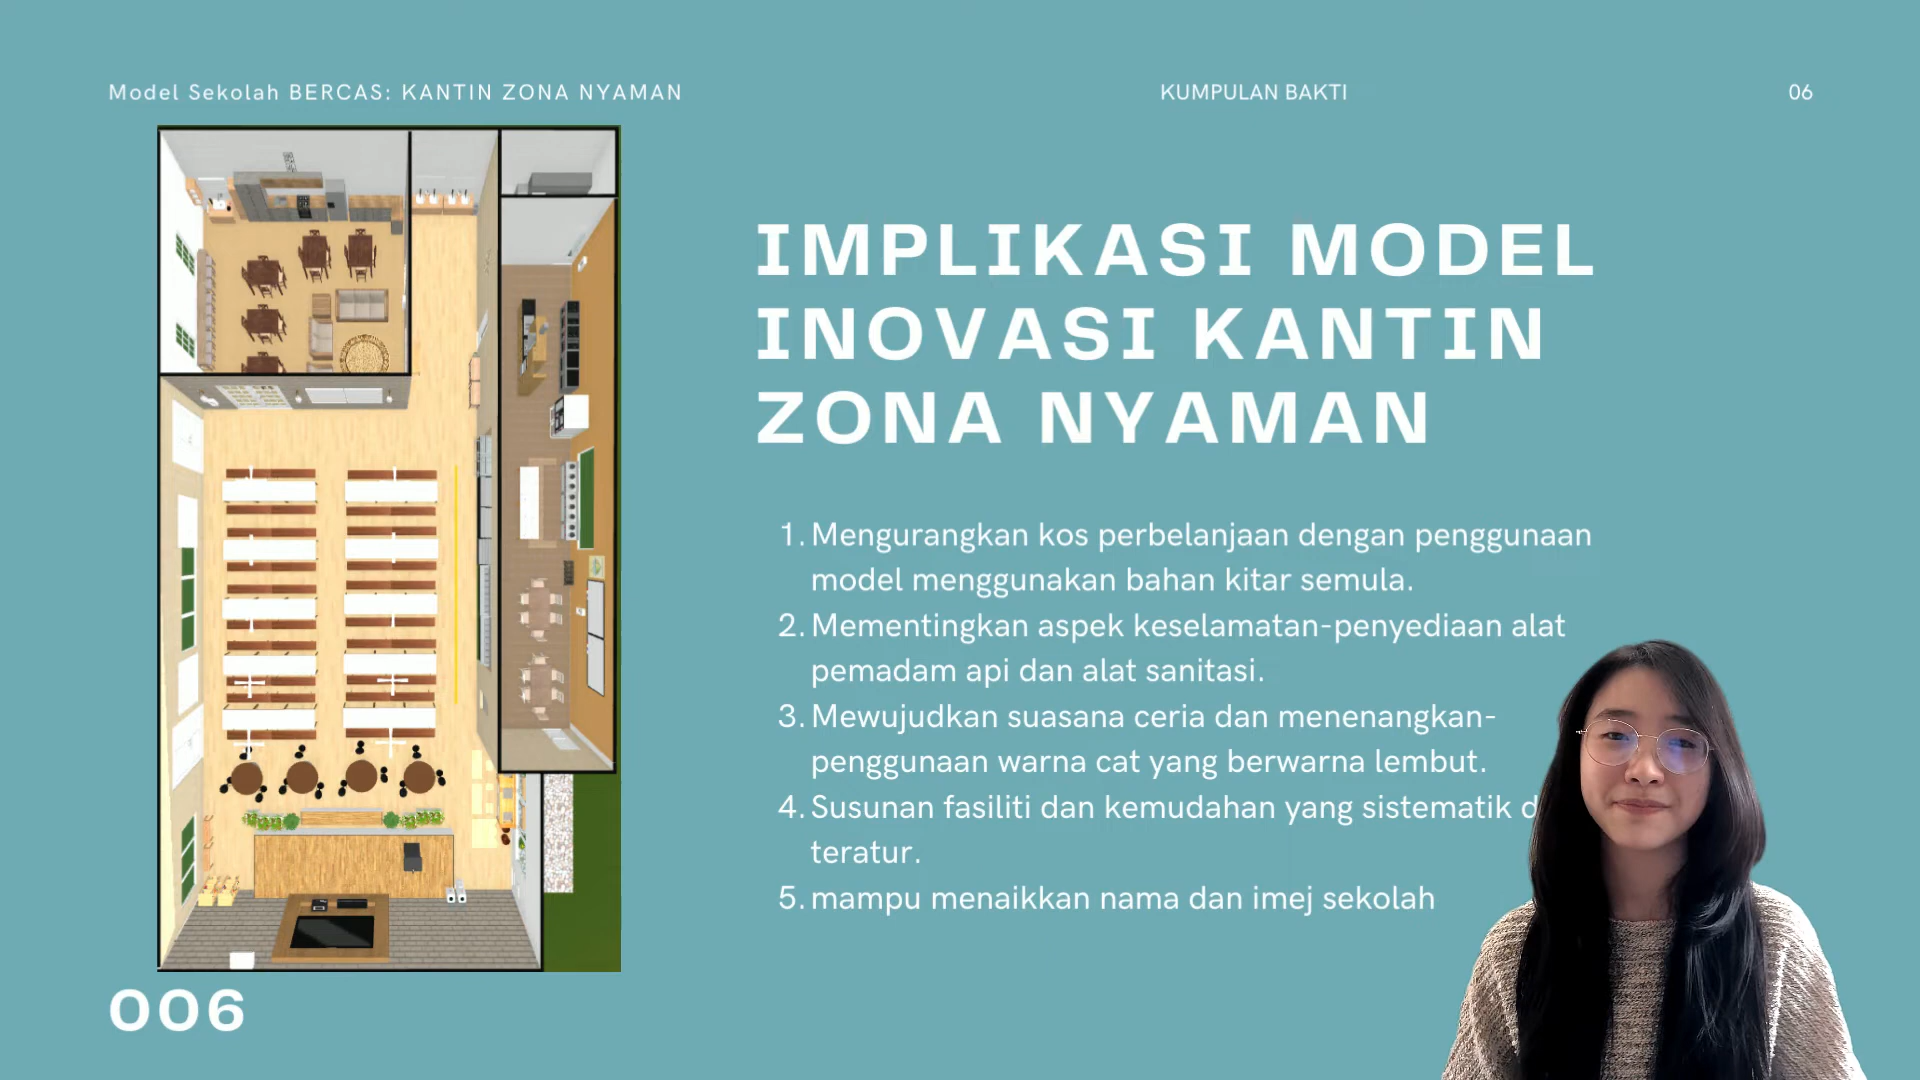 Model Sekolah BERCAS: KANTIN ZONA NYAMAN
KUMPULAN BAKTI
06
IMPLIKASI MODEL
INOVASI KANTIN
ZONA NYAMAN
1. Mengurangkan kos perbelanjaan dengan penggunaan
model menggunakan bahan kitar semula.
2. Mementingkan aspek keselamatan-penyediaan alat
pemadam api dan alat sanitasi.
3. Mewujudkan suasana ceria dan menenangkan-
penggunaan warna cat yang berwarna lembut.
4. Susunan fasiliti dan kemudahan yang sistematik
teratur.
5. mampu menaikkan nama dan imej sekolah
006